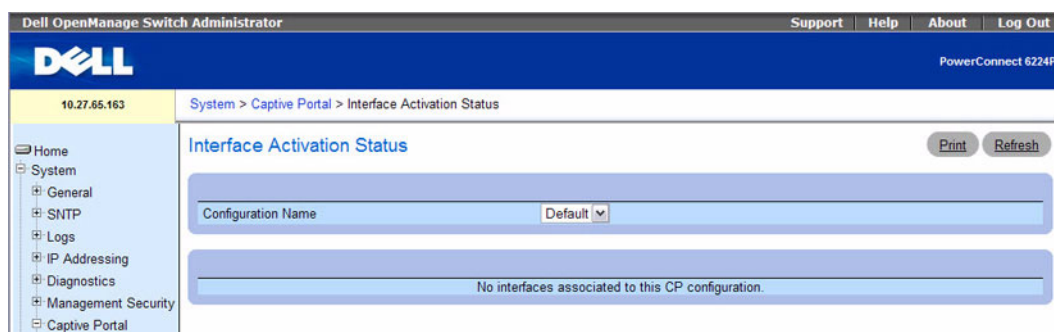 Dell OpenManage Switch Administrator
Support Help About Log Out
DELL
PowerConnect 6224P
10.27.65.163
System > Captive Portal > Interface Activation Status
Home
System
General
SNTP
Logs
IP Addressing
Diagnostics
Management Security
Captive Portal
Interface Activation Status
Print Refresh
Configuration Name Default
No interfaces associated to this CP configuration.